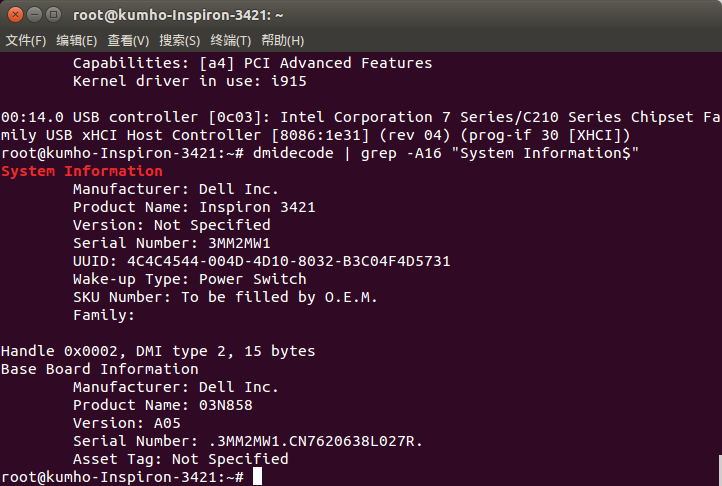 root@kumho-Inspiron-3421: ~
文件(F) 编辑(E) 查看(V) 搜索(S) 终端(T) 帮助(H)
Capabilities: [a4] PCI Advanced Features
Kernel driver in use: i915
00:14.0 USB controller [0c03]: Intel Corporation 7 Series/C210 Series Chipset Fa
mily USB xHCI Host Controller [8086:1e31] (rev 04) (prog-if 30 [XHCI])
root@kumho-Inspiron-3421:~# dmidecode | grep -A16 "System Information$"
System Information
Manufacturer: Dell Inc.
Product Name: Inspiron 3421
Version: Not Specified
Serial Number: 3MM2MW1
UUID: 4C4C4544-004D-4D10-8032-B3C04F4D5731
Wake-up Type: Power Switch
SKU Number: To be filled by O.E.M.
Family:
Handle 0x0002, DMI type 2, 15 bytes
Base Board Information
Manufacturer: Dell Inc.
Product Name: 03N858
Version: A05
Serial Number: .3MM2MW1.CN7620638L027R.
Asset Tag: Not Specified
root@kumho-Inspiron-3421:~#